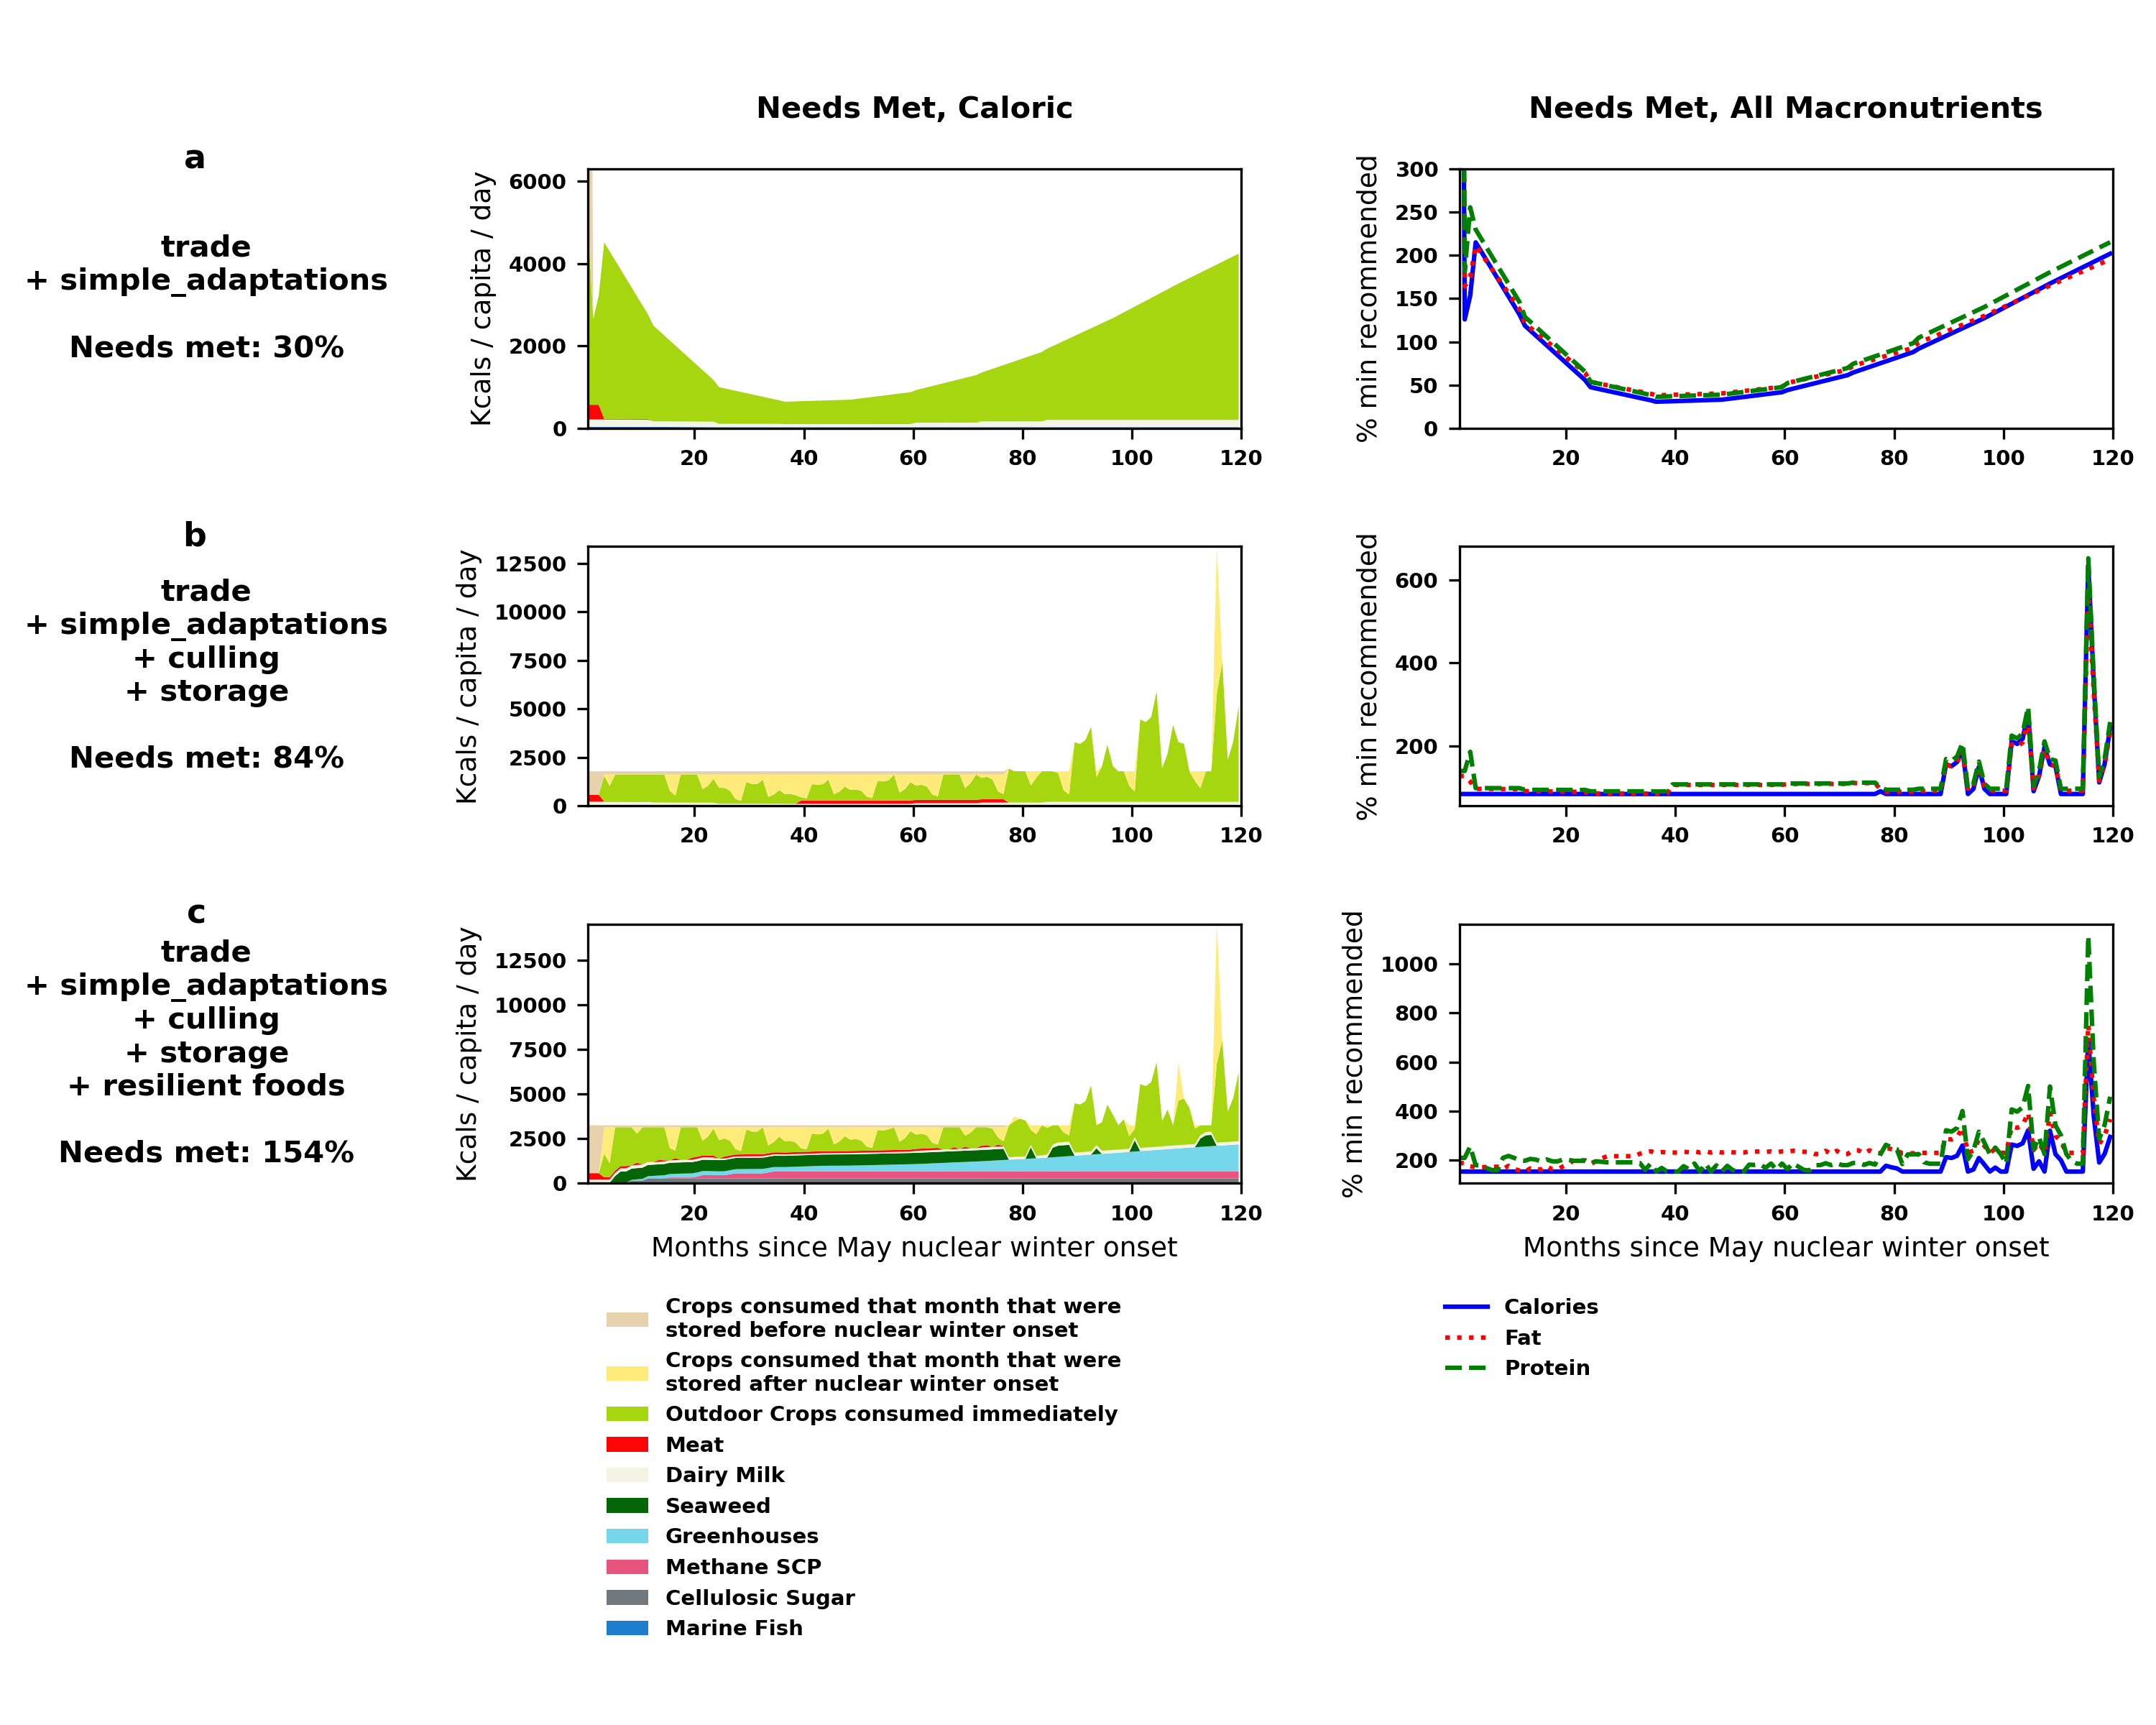 Needs Met, Caloric
Needs Met, All Macronutrients
a
trade
+ simple_adaptations
Needs met: 30%
Kcals / capita / day
6000
4000
2000
0
20 40 60 80 100 120
% min recommended
300
250
200
150
100
50
0
20 40 60 80 100 120
b
trade
+ simple_adaptations
+ culling
+ storage
Needs met: 84%
Kcals / capita / day
12500
10000
7500
5000
2500
0
20 40 60 80 100 120
% min recommended
600
400
200
20 40 60 80 100 120
c
trade
+ simple_adaptations
+ culling
+ storage
+ resilient foods
Needs met: 154%
Kcals / capita / day
12500
10000
7500
5000
2500
0
20 40 60 80 100 120
Months since May nuclear winter onset
% min recommended
1000
800
600
400
200
20 40 60 80 100 120
Months since May nuclear winter onset
Crops consumed that month that were
stored before nuclear winter onset
Crops consumed that month that were
stored after nuclear winter onset
Outdoor Crops consumed immediately
Meat
Dairy Milk
Seaweed
Greenhouses
Methane SCP
Cellulosic Sugar
Marine Fish
Calories
Fat
Protein